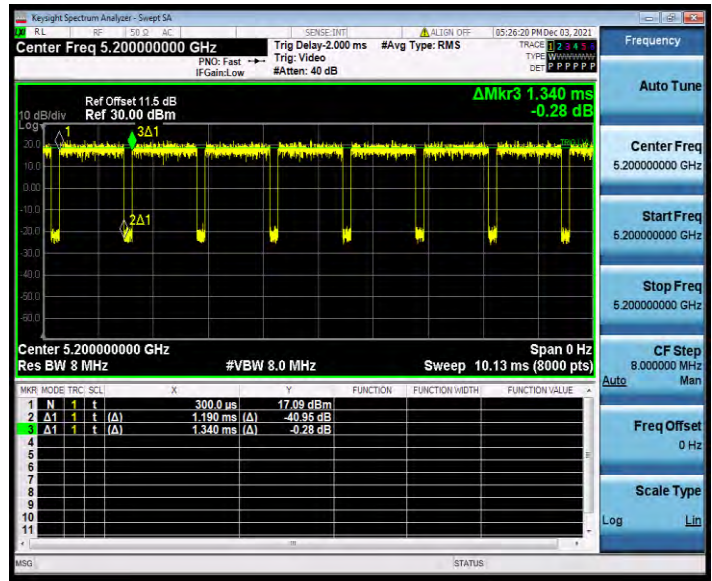 Keysight Spectrum Analyzer - Swept SA
RL RF 50 Ω AC SENSE:INT ALIGN OFF 05:26:20 PM Dec 03, 2021
Center Freq 5.200000000 GHz
PNO: Fast
IFGain:Low
Trig Delay-2.000 ms
Trig: Video
#Atten: 40 dB
#Avg Type: RMS
TRACE 1 2 3 4 5 6
TYPE
DET P P P P P P
ΔMkr3 1.340 ms
-0.28 dB
Ref Offset 11.5 dB
10 dB/div Ref 30.00 dBm
Log
1
3Δ1
2Δ1
20.0
10.0
0.00
-10.0
-20.0
-30.0
-40.0
-50.0
-60.0
Center 5.200000000 GHz Span 0 Hz
Res BW 8 MHz #VBW 8.0 MHz Sweep 10.13 ms (8000 pts)
MKR MODE TRC SCL X Y FUNCTION FUNCTION WIDTH FUNCTION VALUE
1 N 1 t 300.0 µs 17.09 dBm
2 Δ1 1 t (Δ) 1.190 ms (Δ) -40.95 dB
3 Δ1 1 t (Δ) 1.340 ms (Δ) -0.28 dB
4
5
6
7
8
9
10
11
MSG STATUS
Frequency
Auto Tune
Center Freq
5.200000000 GHz
Start Freq
5.200000000 GHz
Stop Freq
5.200000000 GHz
CF Step
8.000000 MHz
Auto Man
Freq Offset
0 Hz
Scale Type
Log Lin